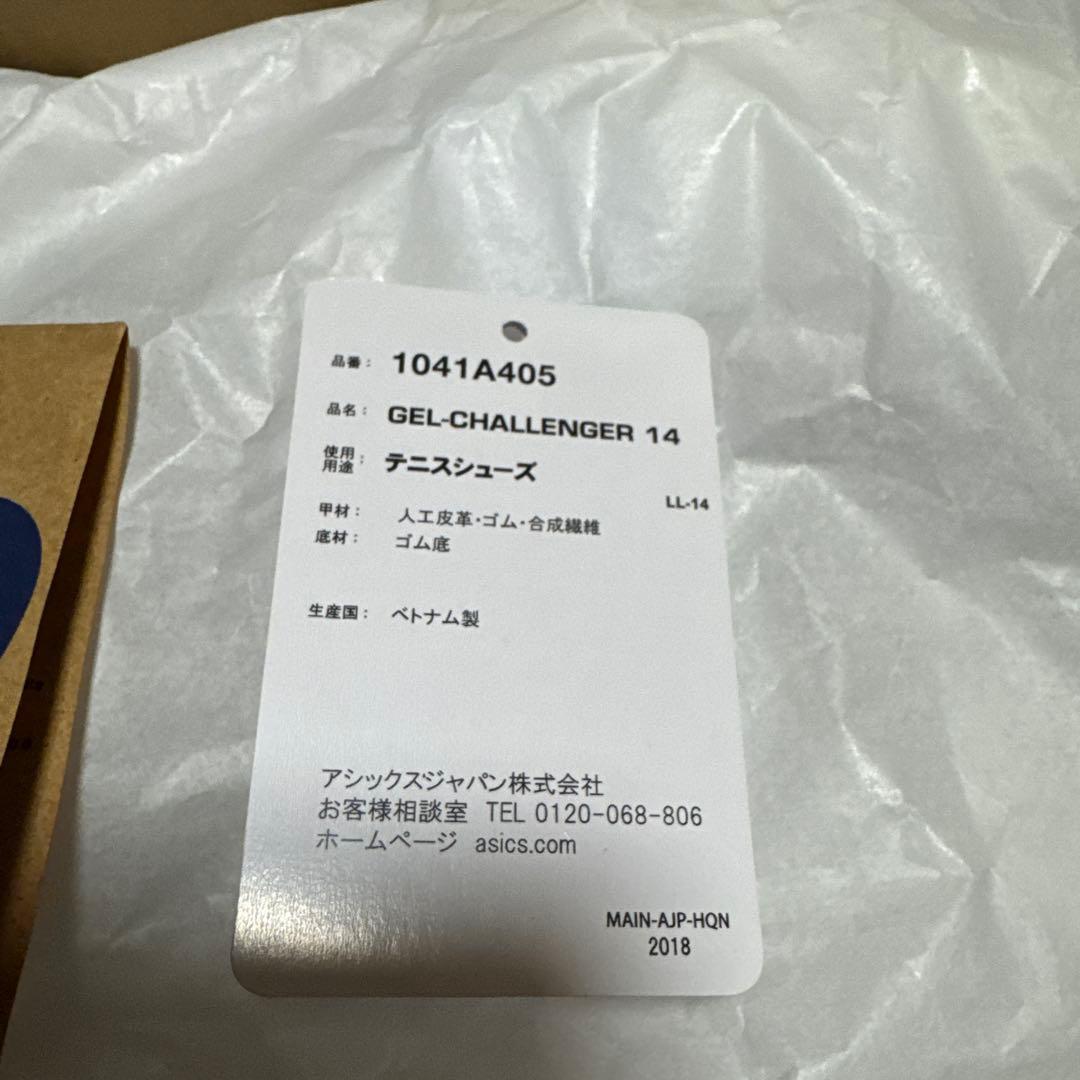 品番： 1041A405
品名： GEL-CHALLENGER 14
使用用途： テニスシューズ
LL-14
甲材： 人工皮革・ゴム・合成繊維
底材： ゴム底
生産国： ベトナム製
アシックスジャパン株式会社
お客様相談室 TEL 0120-068-806
ホームページ asics.com
MAIN-AJP-HQN
2018